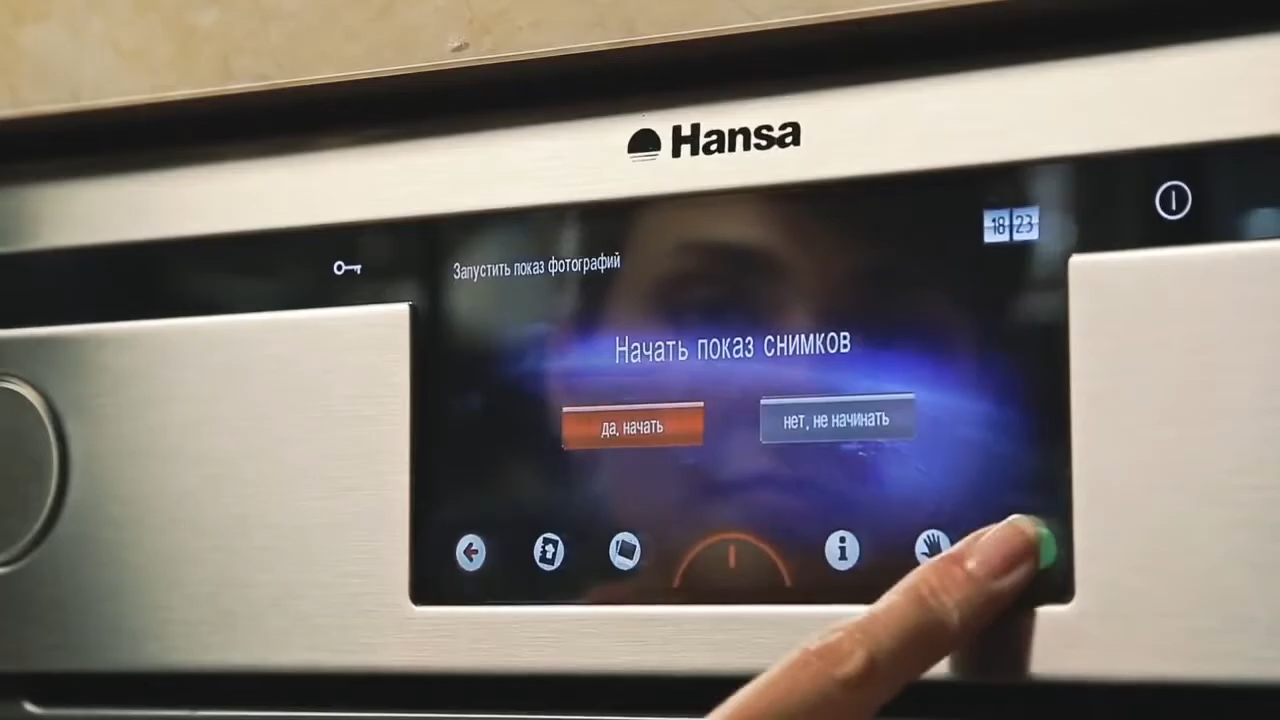 Hansa
18 23
Запустить показ фотографий
Начать показ снимков
да, начать
нет, не начинать